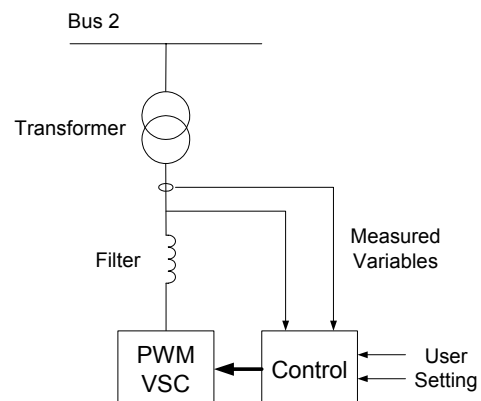 Bus 2
Transformer
Measured
Variables
Filter
PWM
VSC
Control
User
Setting